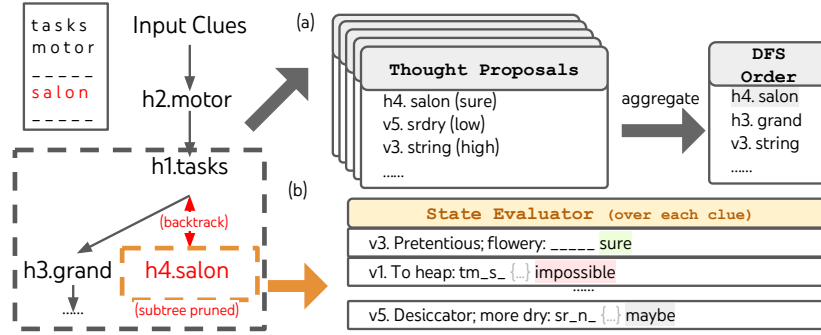 tasks
motor
_____
salon
_____
Input Clues
h2.motor
h1.tasks
(backtrack)
h3.grand
h4.salon
......
(subtree pruned)
(a)
Thought Proposals
h4. salon (sure)
v5. srdry (low)
v3. string (high)
......
aggregate
DFS
Order
h4. salon
h3. grand
v3. string
......
(b)
State Evaluator (over each clue)
v3. Pretentious; flowery: _____ sure
v1. To heap: tm_s_ {...} impossible
......
v5. Desiccator; more dry: sr_n_ {...} maybe